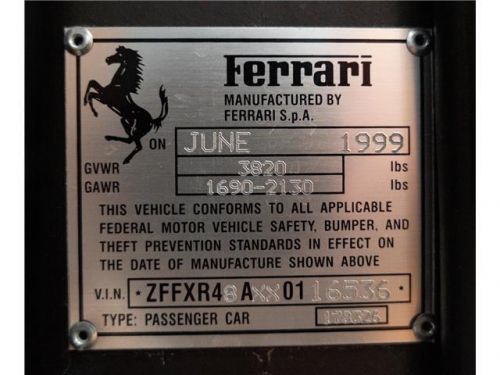 Ferrari
MANUFACTURED BY
FERRARI S.p.A.
ON JUNE 1999
GVWR 3820 lbs
GAWR 1690-2130 lbs
THIS VEHICLE CONFORMS TO ALL APPLICABLE
FEDERAL MOTOR VEHICLE SAFETY, BUMPER, AND
THEFT PREVENTION STANDARDS IN EFFECT ON
THE DATE OF MANUFACTURE SHOWN ABOVE
V.I.N. • ZFFXR48AXX0116536 •
TYPE: PASSENGER CAR